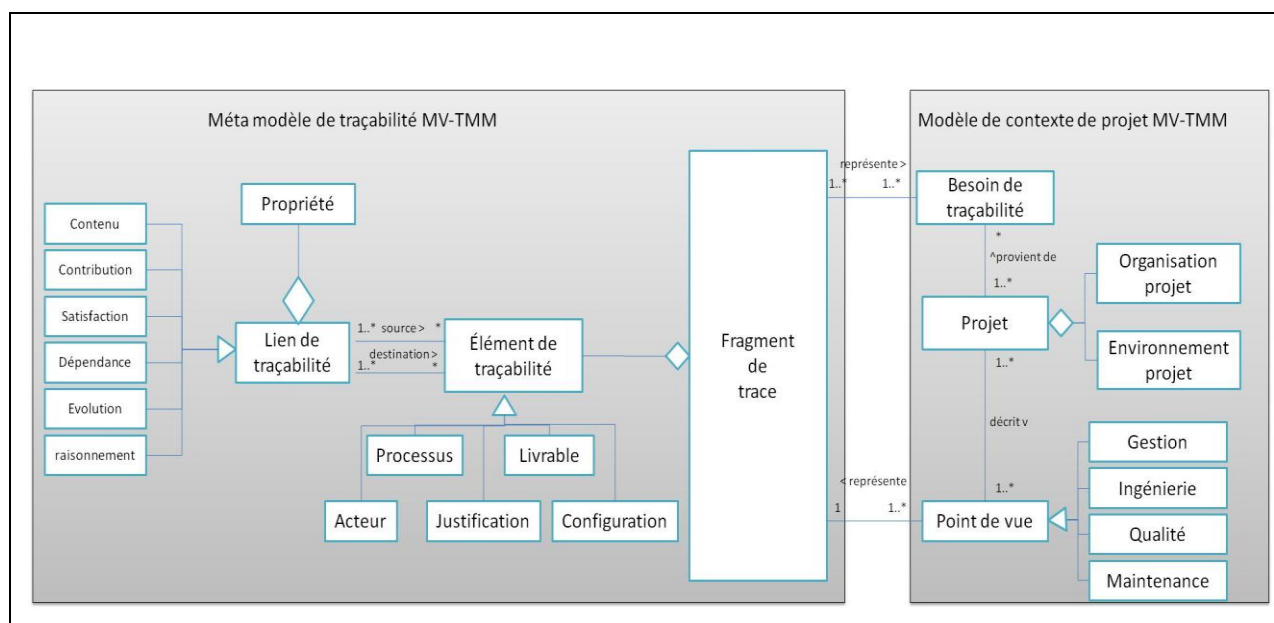 Méta modèle de traçabilité MV-TMM
Propriété
Contenu
Contribution
Satisfaction
Dépendance
Evolution
raisonnement
Lien de
traçabilité
1..* source > *
destination >
1..* *
Élément de
traçabilité
Processus
Livrable
Acteur
Justification
Configuration
Fragment
de
trace
représente >
1..* 1..*
< représente
1 1..*
Modèle de contexte de projet MV-TMM
Besoin de
traçabilité
*
^provient de
1..*
Projet
Organisation
projet
Environnement
projet
1..*
décrit v
1..*
Point de vue
Gestion
Ingénierie
Qualité
Maintenance